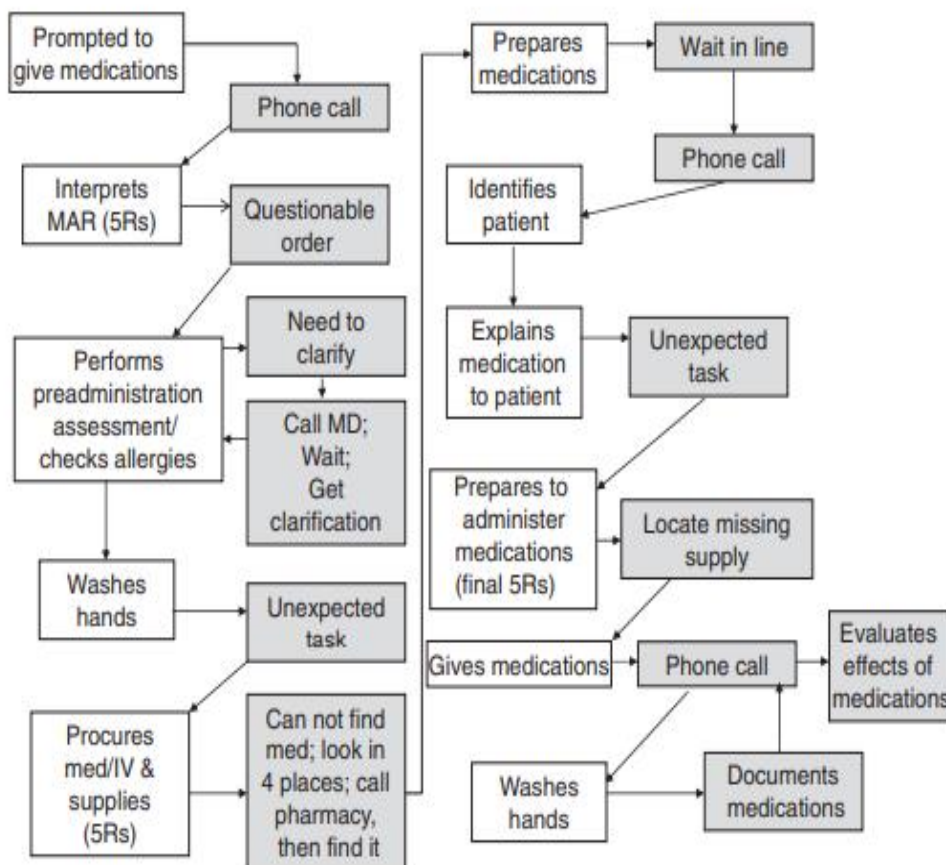 Prompted to
give medications
Phone call
Interprets
MAR (5Rs)
Questionable
order
Need to
clarify
Performs
preadministration
assessment/
checks allergies
Call MD;
Wait;
Get
clarification
Washes
hands
Unexpected
task
Procures
med/IV &
supplies
(5Rs)
Can not find
med; look in
4 places; call
pharmacy,
then find it
Prepares
medications
Wait in line
Phone call
Identifies
patient
Explains
medication
to patient
Unexpected
task
Prepares to
administer
medications
(final 5Rs)
Locate missing
supply
Gives medications
Phone call
Evaluates
effects of
medications
Washes
hands
Documents
medications